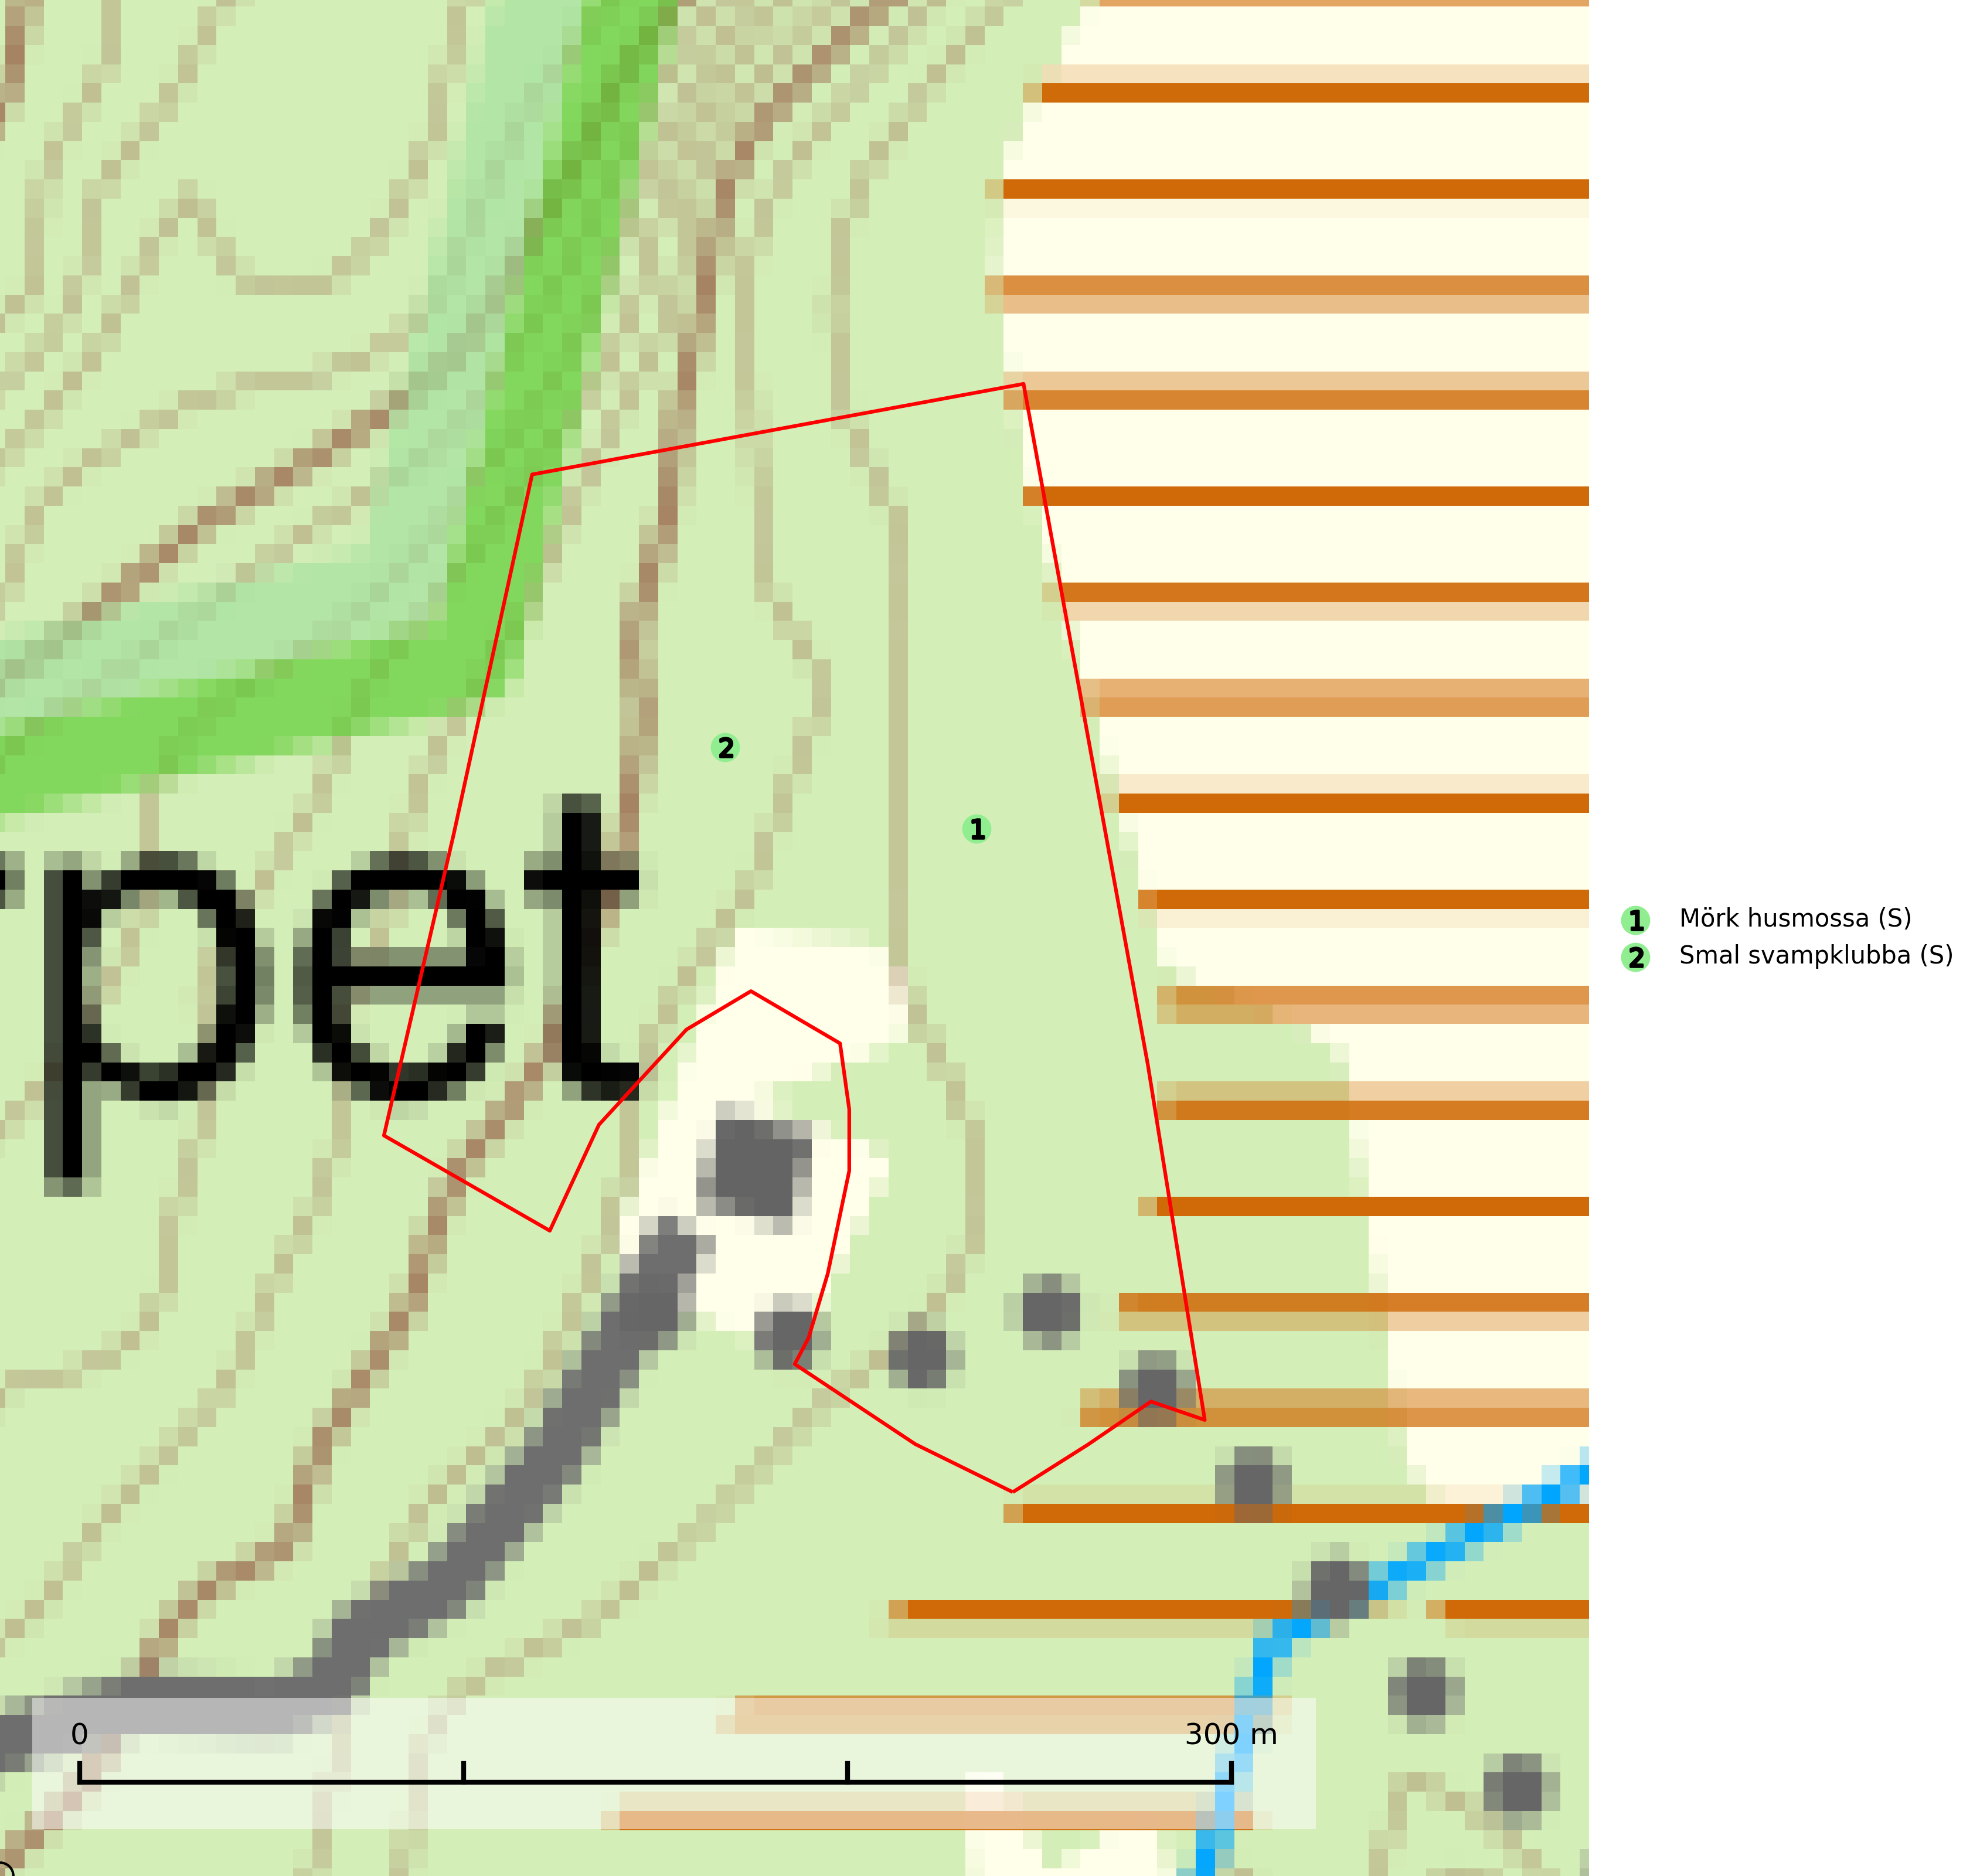 pet
2
1
1 Mörk husmossa (S)
2 Smal svampklubba (S)
0 300 m